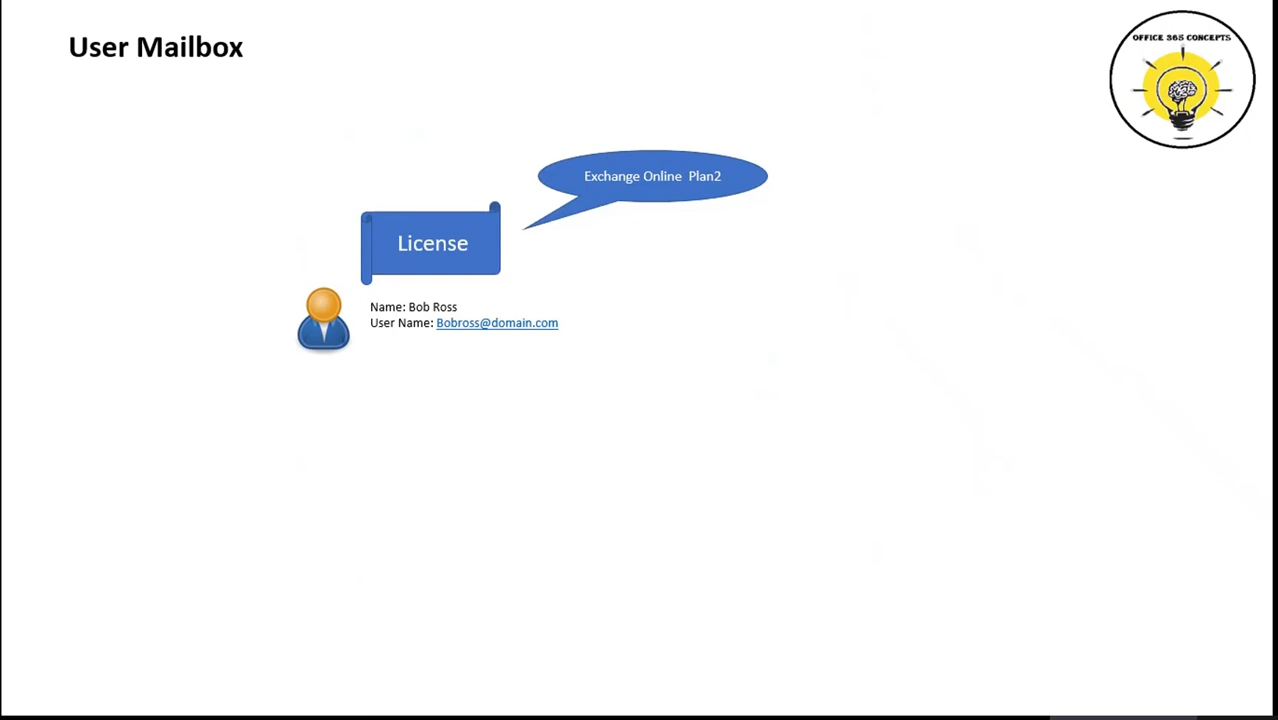 User Mailbox
OFFICE 365 CONCEPTS
Exchange Online  Plan2
License
Name: Bob Ross
User Name: Bobross@domain.com